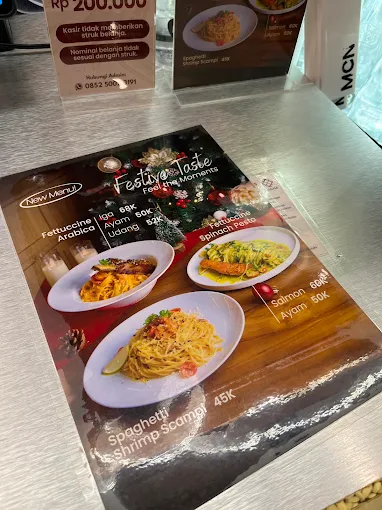 Rp 200.000
Kasir tidak memberikan
struk belanja.
Nominal belanja tidak
sesuai dengan struk.
Hubungi Admin
Spaghetti
Shrimp Scampi 45K
MCN
New Menu!
Festive Taste
Feel the Moments
Fettuccine
Arabica
Iga 68K
Ayam 50K
Udang 52K
Fettuccine
Spinach Pesto
Salmon
Ayam 50K
Spaghetti
Shrimp Scampi 45K